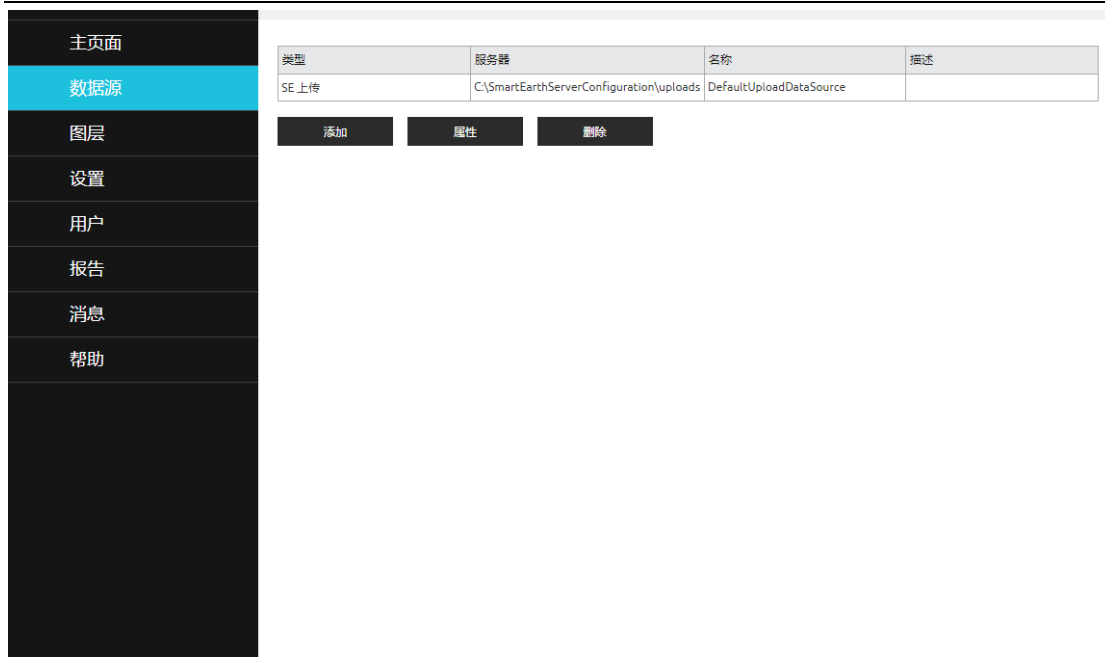 主页面
数据源
图层
设置
用户
报告
消息
帮助
类型 服务器 名称 描述
SE 上传 C:\SmartEarthServerConfiguration\uploads DefaultUploadDataSource
添加 属性 删除